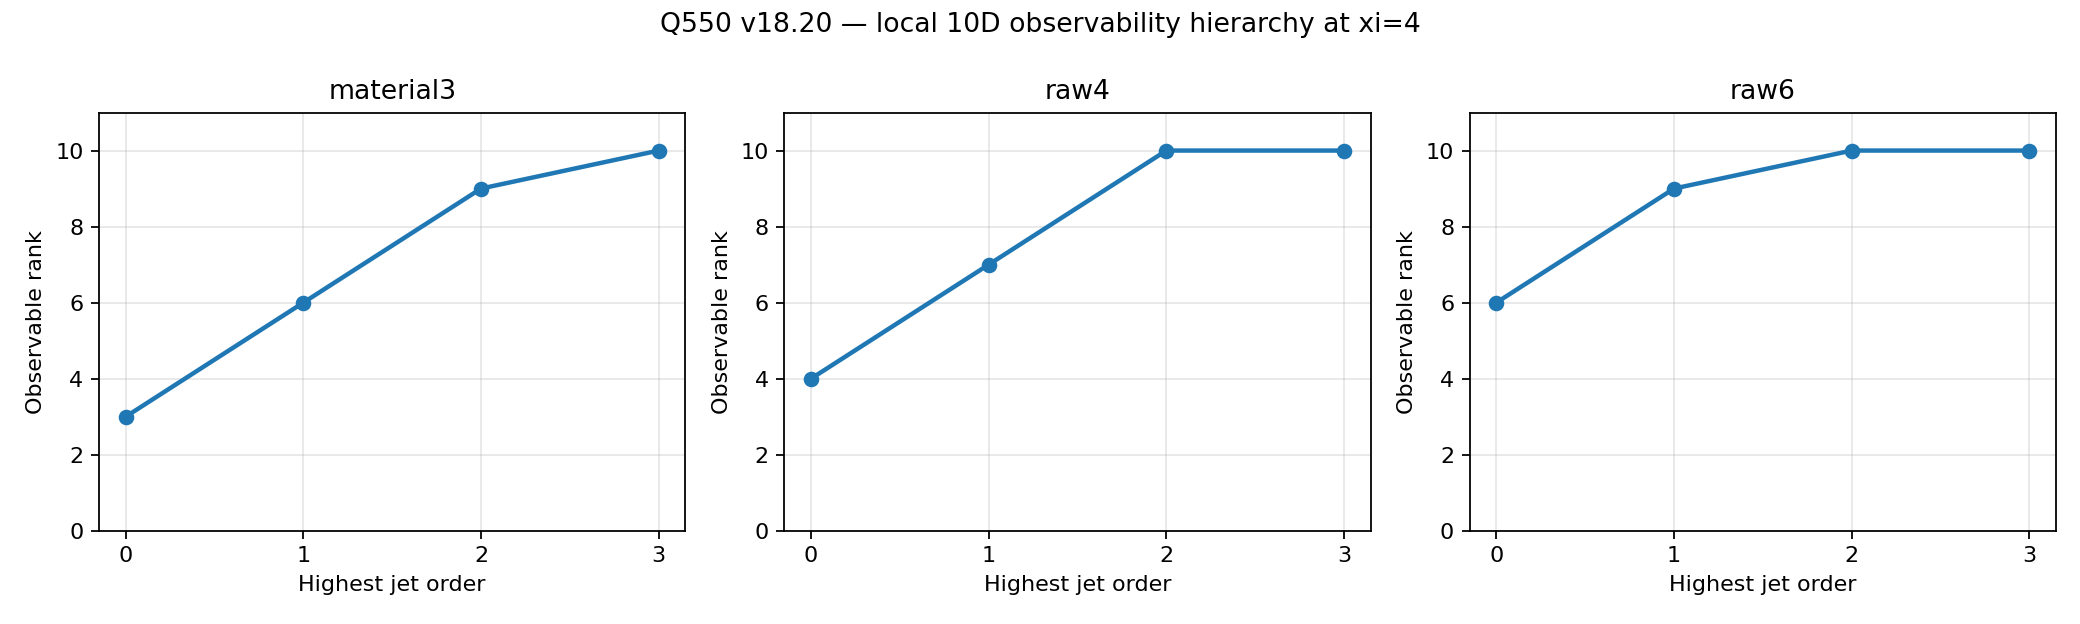 Q550 v18.20 — local 10D observability hierarchy at xi=4
material3
raw4
raw6
Observable rank
10
8
6
4
2
0
0 1 2 3
Highest jet order
Observable rank
10
8
6
4
2
0
0 1 2 3
Highest jet order
Observable rank
10
8
6
4
2
0
0 1 2 3
Highest jet order